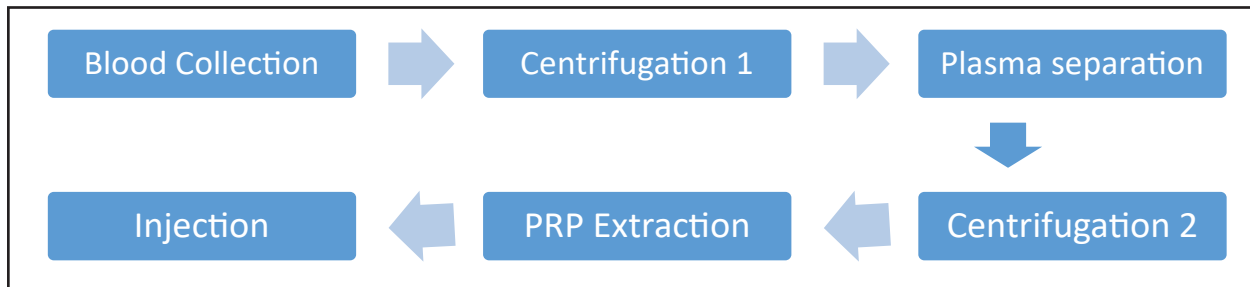 Blood Collection
Centrifugation 1
Plasma separation
Centrifugation 2
PRP Extraction
Injection